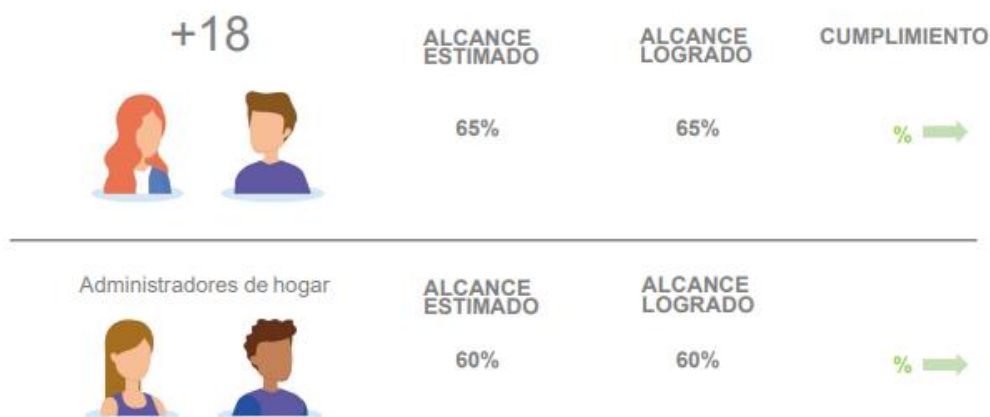 +18
ALCANCE
ESTIMADO
ALCANCE
LOGRADO
CUMPLIMIENTO
65%
65%
%
Administradores de hogar
ALCANCE
ESTIMADO
ALCANCE
LOGRADO
60%
60%
%